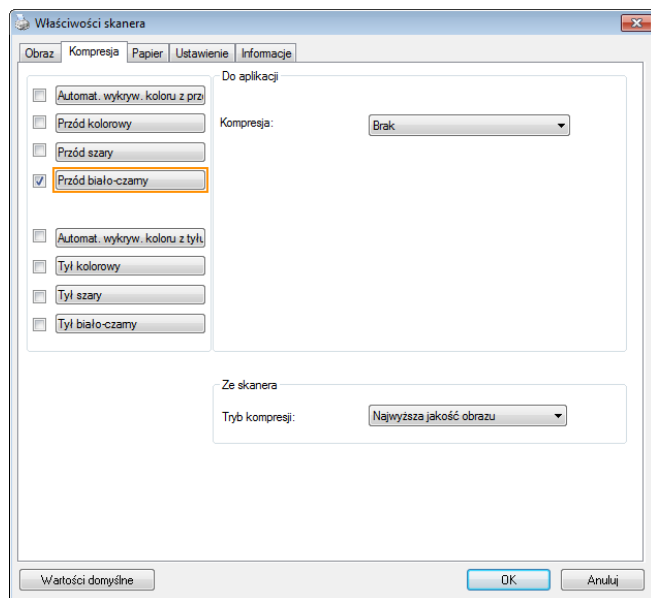 Właściwości skanera
Obraz Kompresja Papier Ustawienie Informacje
Automat. wykryw. koloru z prz
Przód kolorowy
Przód szary
Przód biało-czarny
Automat. wykryw. koloru z tyłu
Tył kolorowy
Tył szary
Tył biało-czarny
Do aplikacji
Kompresja: Brak
Ze skanera
Tryb kompresji: Najwyższa jakość obrazu
Wartości domyślne OK Anuluj